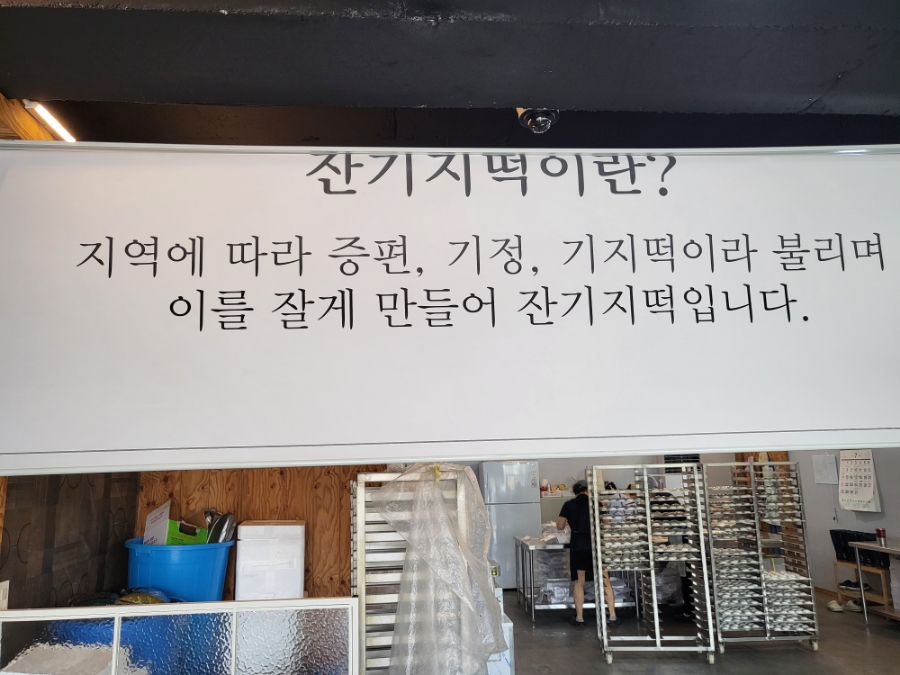 잔기지떡이란?
지역에 따라 증편, 기정, 기지떡이라 불리며
이를 잘게 만들어 잔기지떡입니다.
7